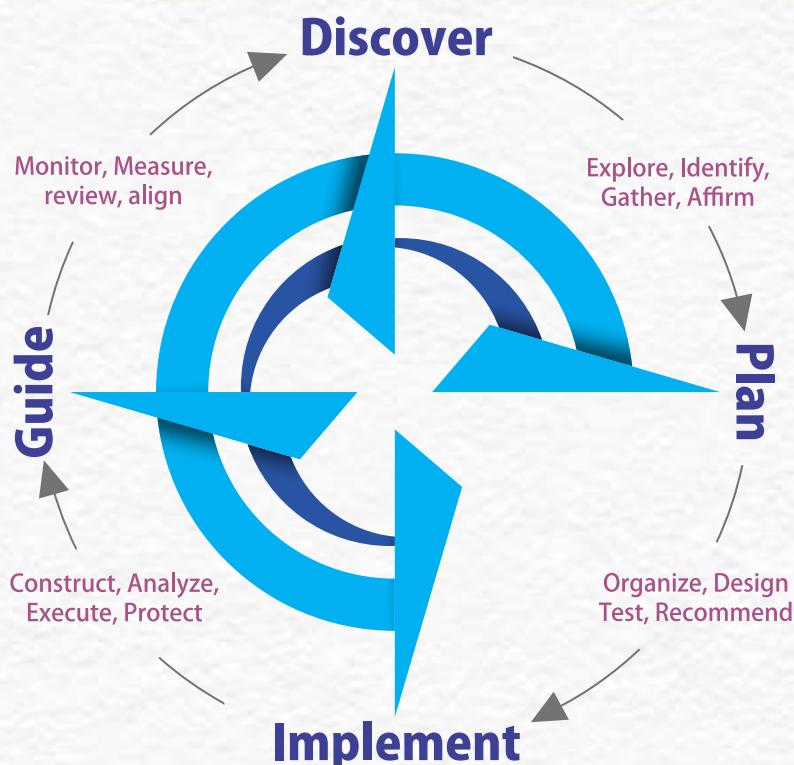 Discover
Explore, Identify,
Gather, Affirm
Plan
Organize, Design
Test, Recommend
Implement
Construct, Analyze,
Execute, Protect
Guide
Monitor, Measure,
review, align